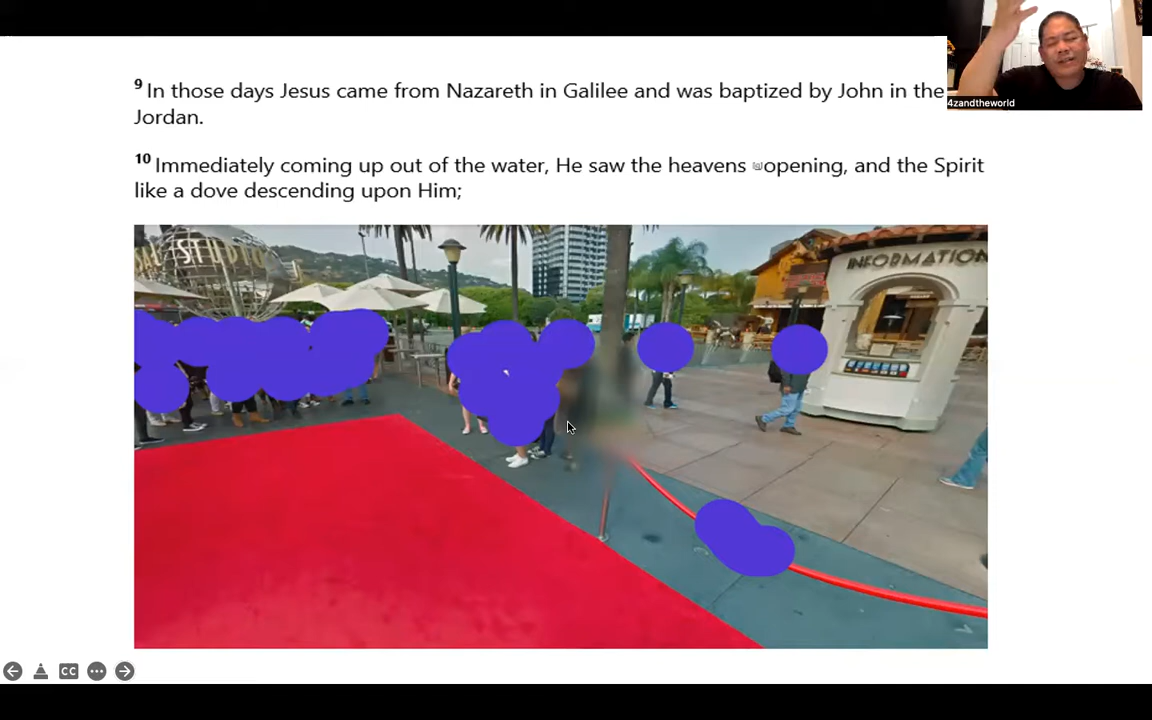 4zandtheworld
9 In those days Jesus came from Nazareth in Galilee and was baptized by John in the
Jordan.
10 Immediately coming up out of the water, He saw the heavens opening, and the Spirit
like a dove descending upon Him;
INFORMATION
CC